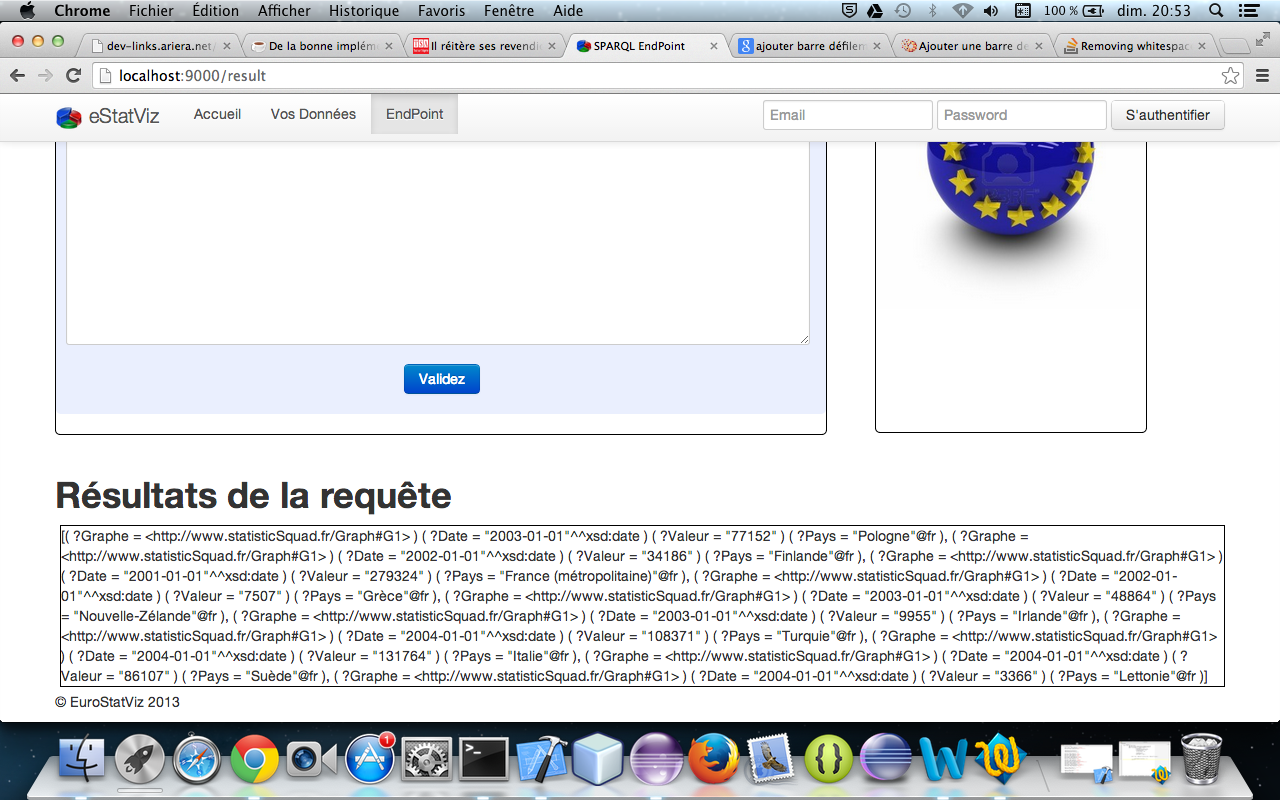 Chrome Fichier Édition Afficher Historique Favoris Fenêtre Aide 100 % dim. 20:53
dev-links.ariera.net/ De la bonne impléme Il réitère ses revendi SPARQL EndPoint ajouter barre défilen Ajouter une barre de Removing whitespac
localhost:9000/result
eStatViz Accueil Vos Données EndPoint Email Password S'authentifier
Validez
Résultats de la requête
[( ?Graphe = <http://www.statisticSquad.fr/Graph#G1> ) ( ?Date = "2003-01-01"^^xsd:date ) ( ?Valeur = "77152" ) ( ?Pays = "Pologne"@fr ), ( ?Graphe =
<http://www.statisticSquad.fr/Graph#G1> ) ( ?Date = "2002-01-01"^^xsd:date ) ( ?Valeur = "34186" ) ( ?Pays = "Finlande"@fr ), ( ?Graphe = <http://www.statisticSquad.fr/Graph#G1> )
( ?Date = "2001-01-01"^^xsd:date ) ( ?Valeur = "279324" ) ( ?Pays = "France (métropolitaine)"@fr ), ( ?Graphe = <http://www.statisticSquad.fr/Graph#G1> ) ( ?Date = "2002-01-
01"^^xsd:date ) ( ?Valeur = "7507" ) ( ?Pays = "Grèce"@fr ), ( ?Graphe = <http://www.statisticSquad.fr/Graph#G1> ) ( ?Date = "2003-01-01"^^xsd:date ) ( ?Valeur = "48864" ) ( ?Pays
= "Nouvelle-Zélande"@fr ), ( ?Graphe = <http://www.statisticSquad.fr/Graph#G1> ) ( ?Date = "2003-01-01"^^xsd:date ) ( ?Valeur = "9955" ) ( ?Pays = "Irlande"@fr ), ( ?Graphe =
<http://www.statisticSquad.fr/Graph#G1> ) ( ?Date = "2004-01-01"^^xsd:date ) ( ?Valeur = "108371" ) ( ?Pays = "Turquie"@fr ), ( ?Graphe = <http://www.statisticSquad.fr/Graph#G1>
) ( ?Date = "2004-01-01"^^xsd:date ) ( ?Valeur = "131764" ) ( ?Pays = "Italie"@fr ), ( ?Graphe = <http://www.statisticSquad.fr/Graph#G1> ) ( ?Date = "2004-01-01"^^xsd:date ) ( ?
Valeur = "86107" ) ( ?Pays = "Suède"@fr ), ( ?Graphe = <http://www.statisticSquad.fr/Graph#G1> ) ( ?Date = "2004-01-01"^^xsd:date ) ( ?Valeur = "3366" ) ( ?Pays = "Lettonie"@fr )]
© EuroStatViz 2013